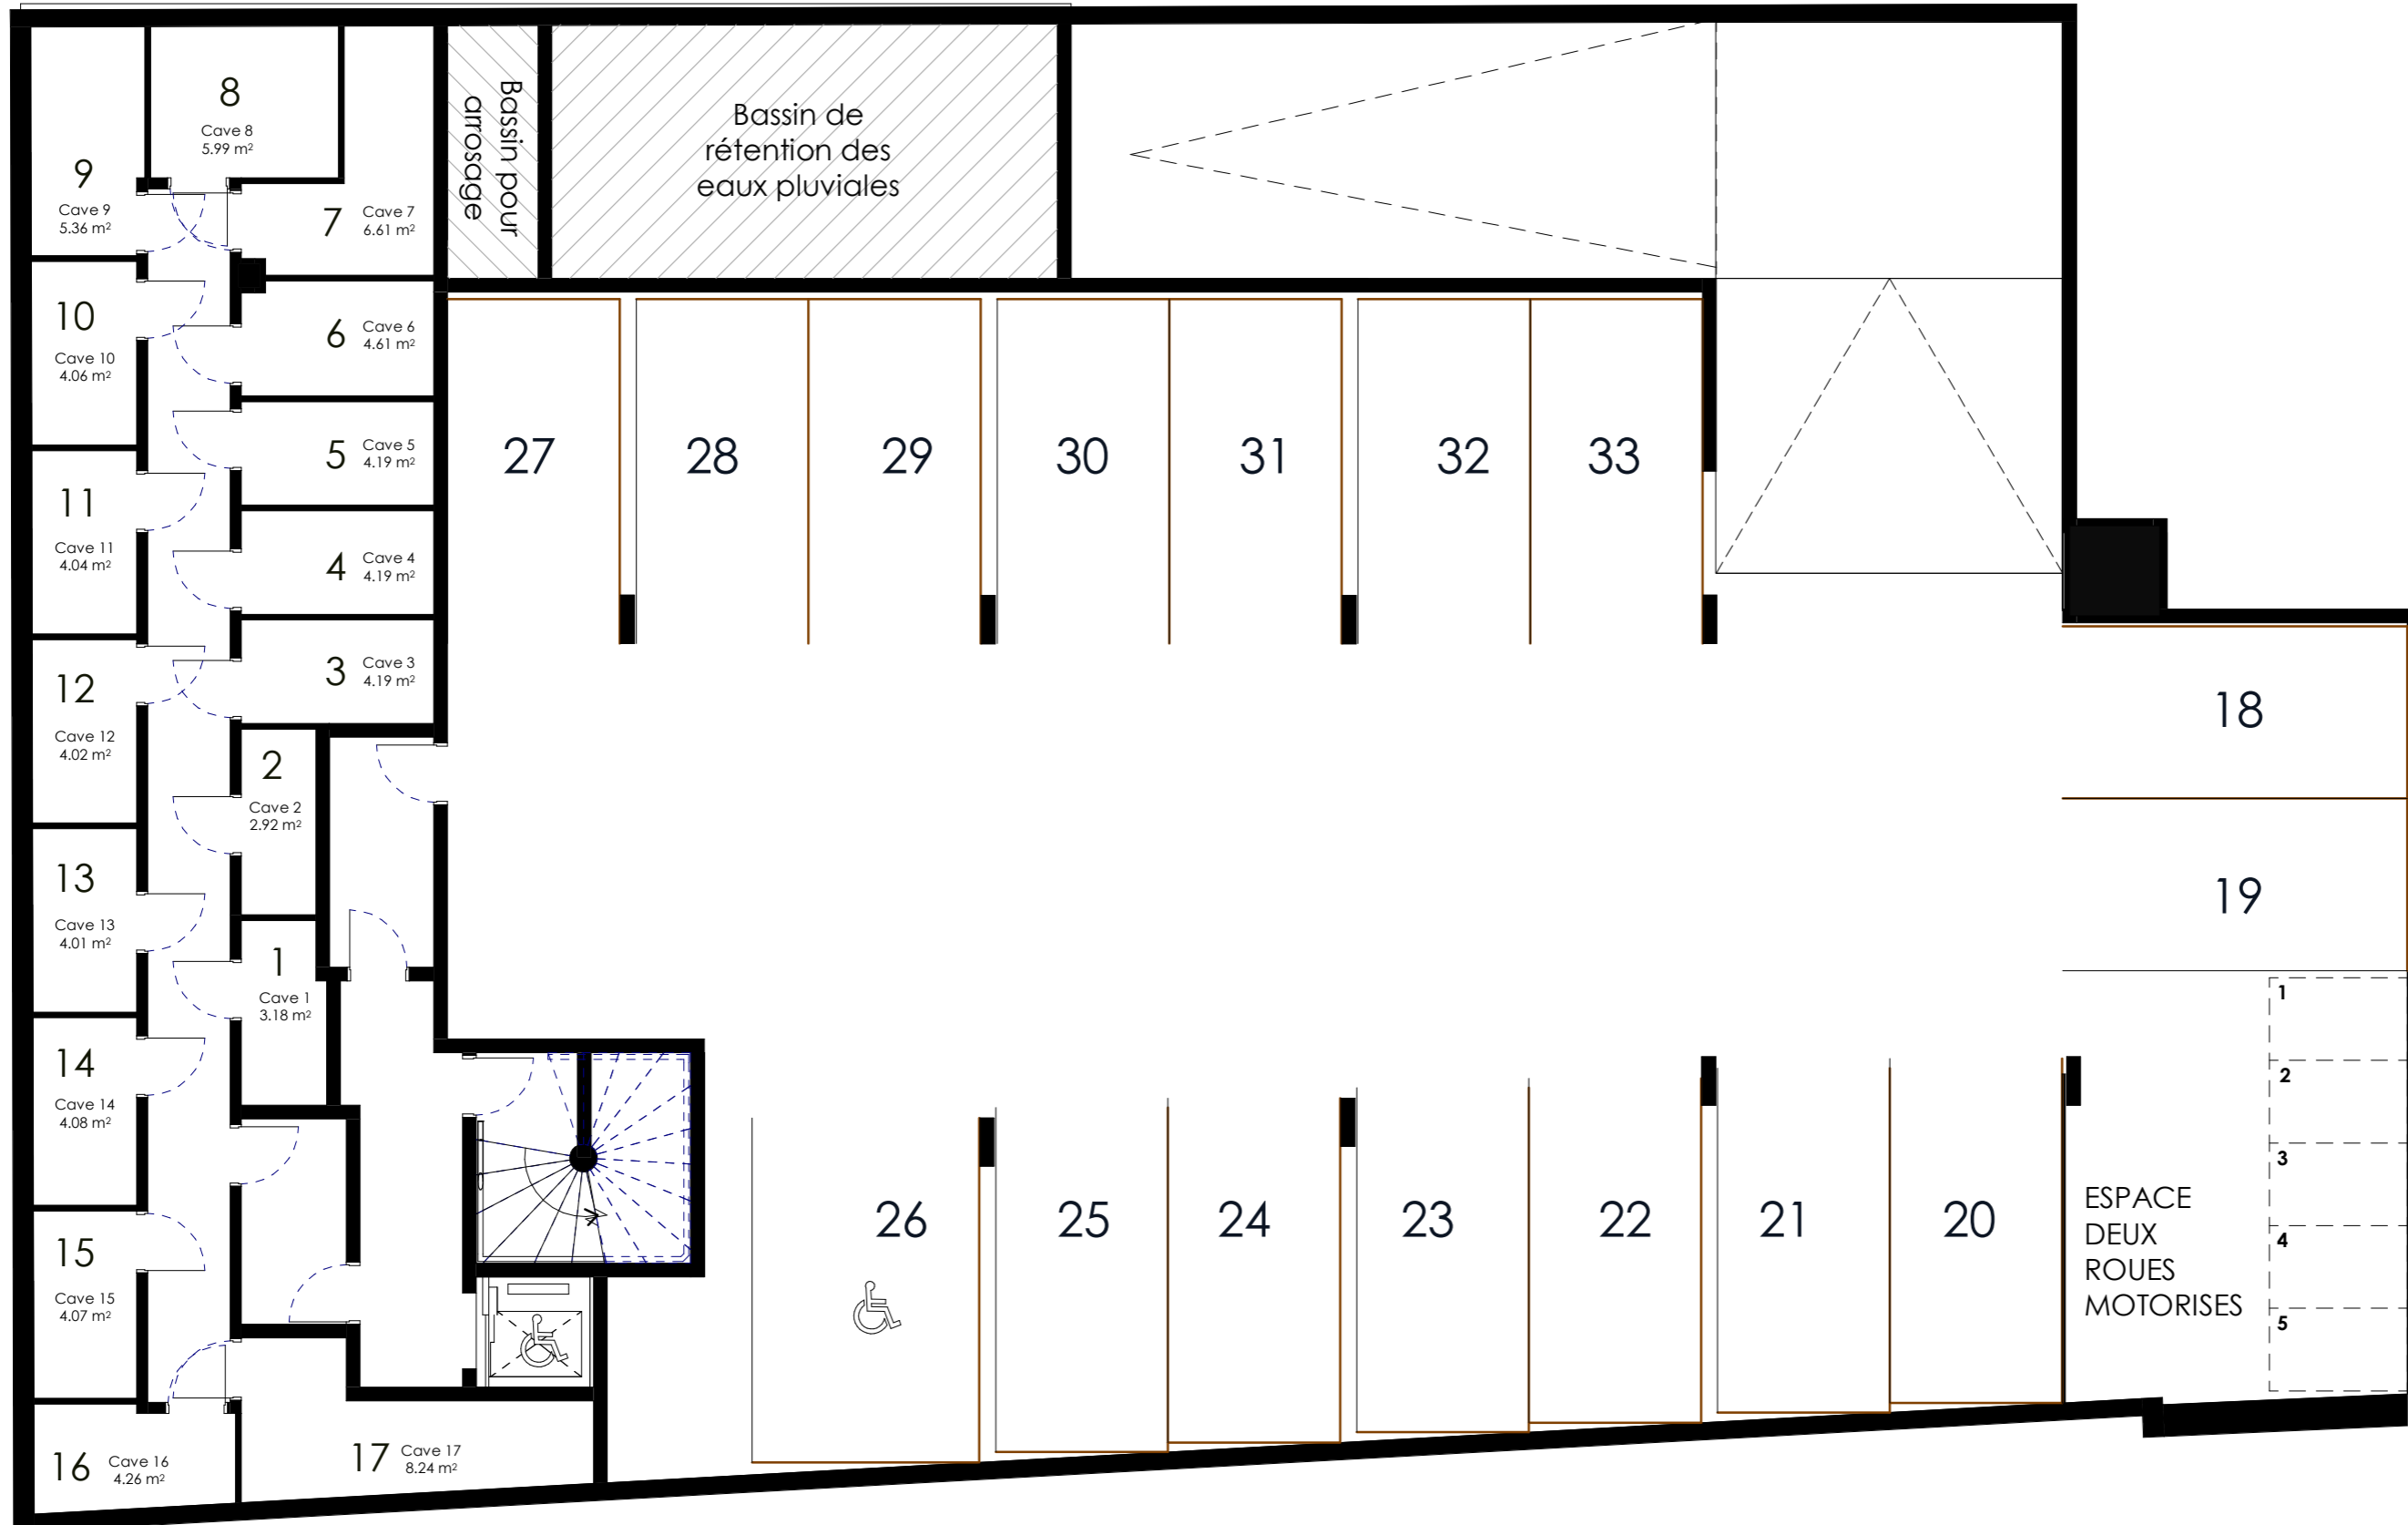 8
Cave 8
5.99 m²
9
Cave 9
5.36 m²
7
Cave 7
6.61 m²
Bassin pour
arrosage
Bassin de
rétention des
eaux pluviales
10
Cave 10
4.06 m²
6
Cave 6
4.61 m²
5
Cave 5
4.19 m²
11
Cave 11
4.04 m²
4
Cave 4
4.19 m²
12
Cave 12
4.02 m²
3
Cave 3
4.19 m²
2
Cave 2
2.92 m²
13
Cave 13
4.01 m²
1
Cave 1
3.18 m²
14
Cave 14
4.08 m²
15
Cave 15
4.07 m²
16
Cave 16
4.26 m²
17
Cave 17
8.24 m²
27
28
29
30
31
32
33
18
19
26
25
24
23
22
21
20
ESPACE
DEUX
ROUES
MOTORISES
1
2
3
4
5